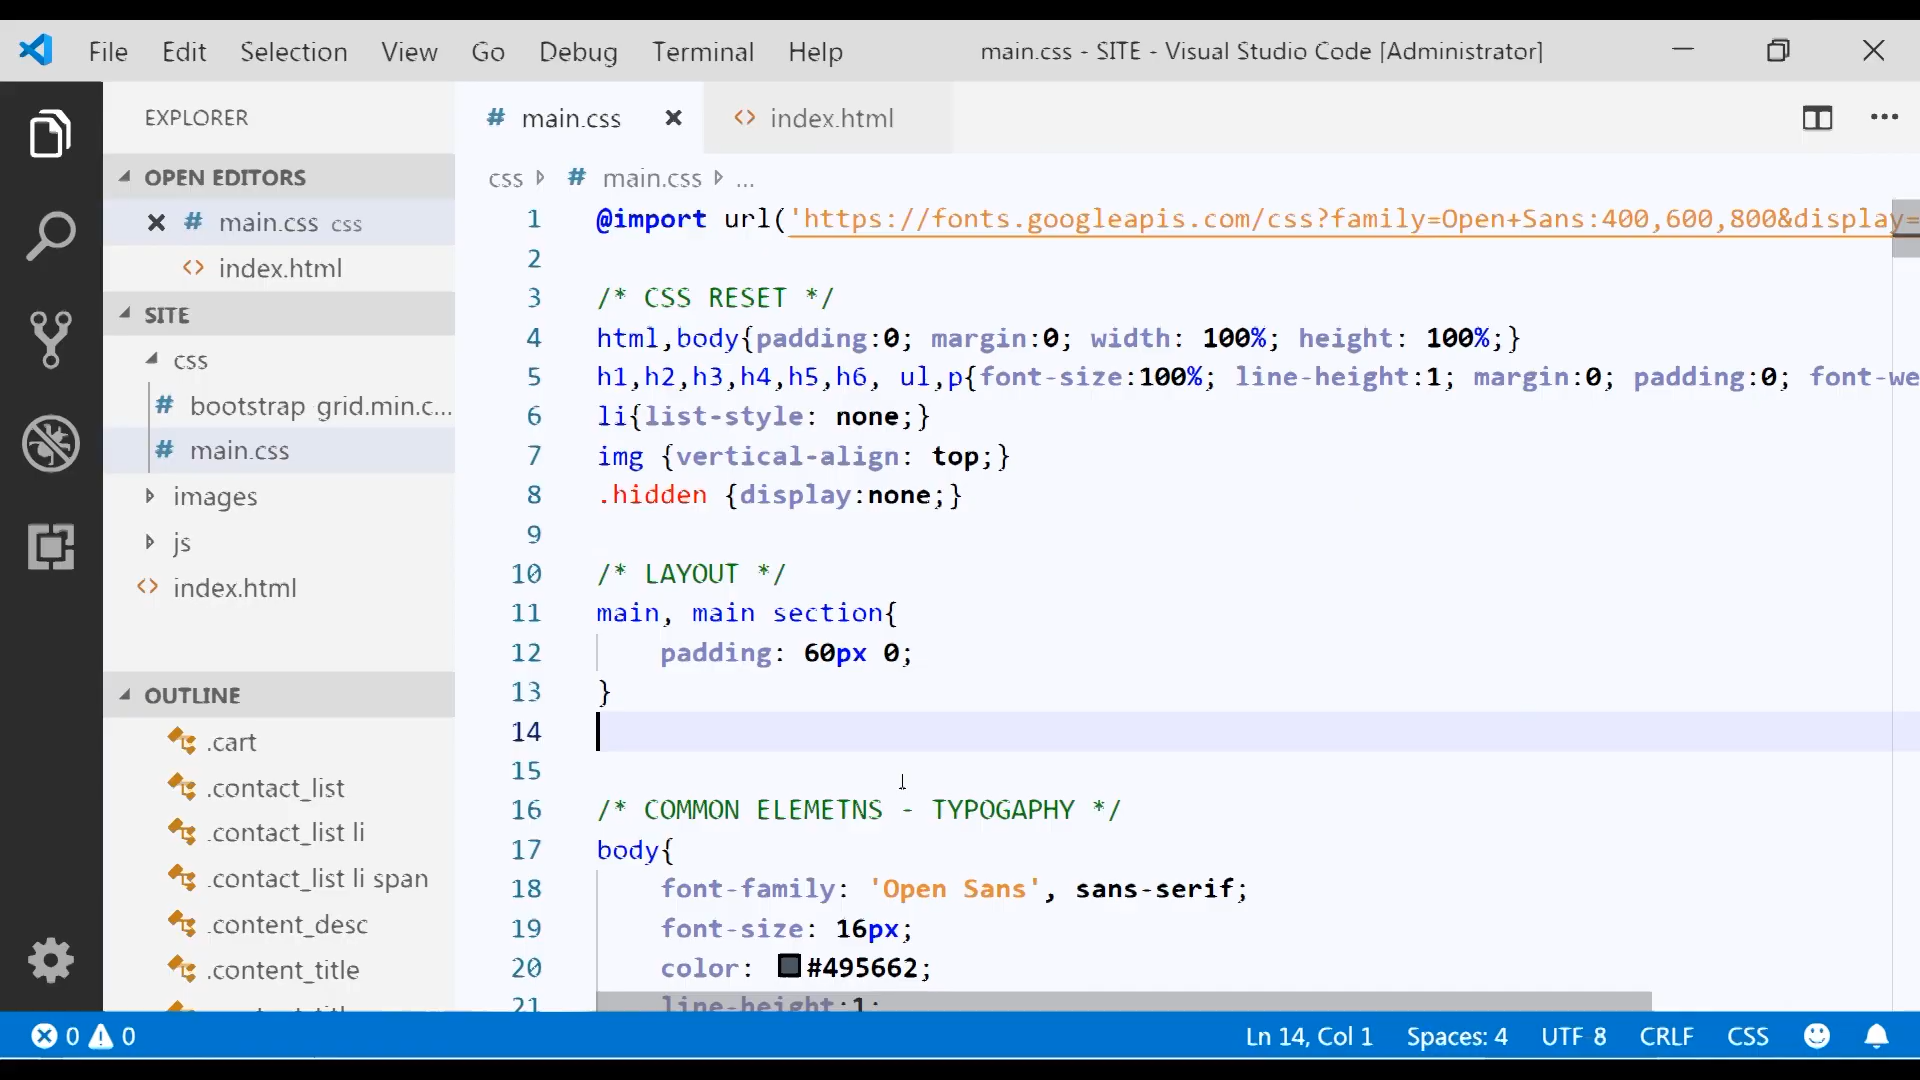 File Edit Selection View Go Debug Terminal Help main.css - SITE - Visual Studio Code [Administrator]
EXPLORER
OPEN EDITORS
main.css css
index.html
SITE
css
bootstrap grid.min.c...
main.css
images
js
index.html
OUTLINE
.cart
.contact_list
.contact_list li
.contact_list li span
.content_desc
.content_title
main.css index.html
css main.css ...
1 @import url('https://fonts.googleapis.com/css?family=Open+Sans:400,600,800&display=
2
3 /* CSS RESET */
4 html,body{padding:0; margin:0; width: 100%; height: 100%;}
5 h1,h2,h3,h4,h5,h6, ul,p{font-size:100%; line-height:1; margin:0; padding:0; font-we
6 li{list-style: none;}
7 img {vertical-align: top;}
8 .hidden {display:none;}
9
10 /* LAYOUT */
11 main, main section{
12 padding: 60px 0;
13 }
14
15
16 /* COMMON ELEMETNS - TYPOGAPHY */
17 body{
18 font-family: 'Open Sans', sans-serif;
19 font-size: 16px;
20 color: #495662;
21 line-height:1;
0 0 Ln 14, Col 1 Spaces: 4 UTF 8 CRLF CSS